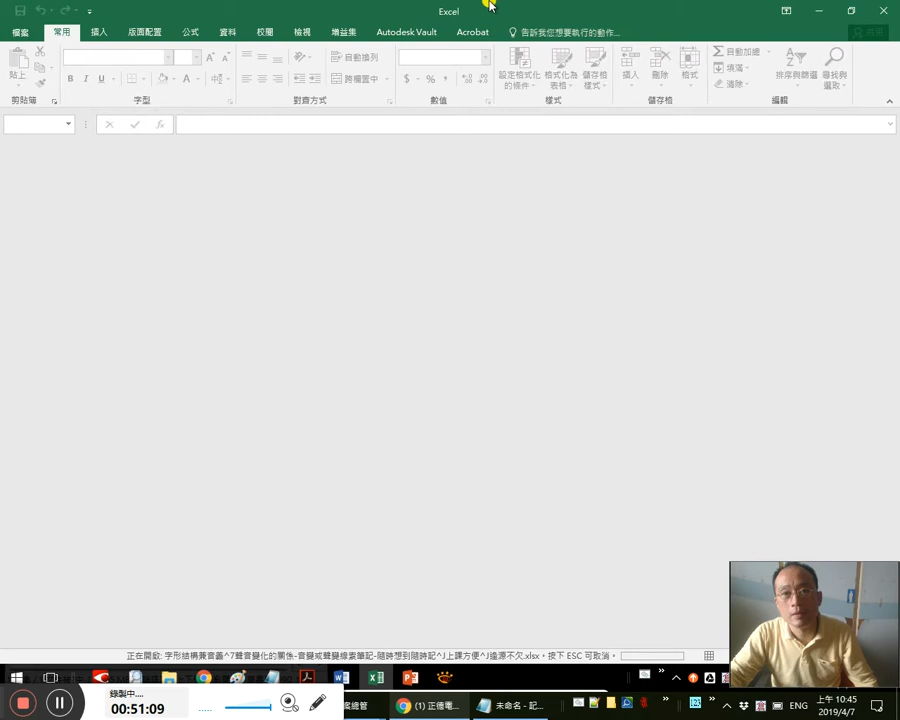 Excel
檔案 常用 插入 版面配置 公式 資料 校閱 檢視 增益集 Autodesk Vault Acrobat 告訴我您想要執行的動作...
貼上
B I U A
自動換列
跨欄置中
$ % ,
設定格式化的條件
格式化為表格
儲存格樣式
插入 刪除 格式
自動加總
填滿
清除
排序與篩選
尋找與選取
剪貼簿 字型 對齊方式 數值 樣式 儲存格 編輯
fx
正在開啟: 字形結構兼音義^7聲音變化的關係-音變或聲變線索筆記-隨時想到隨時記^J上課方便^J逢源不欠.xlsx，按下 ESC 可取消。
錄製中....
00:51:09
案總管
(1) 正德電...
未命名 - 記...
ENG
上午 10:45
2019/4/7